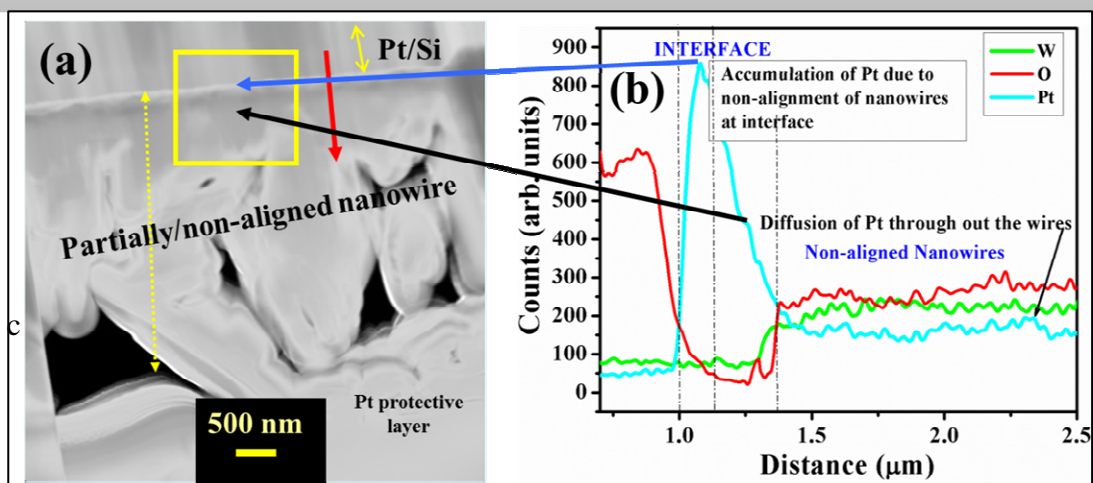 (a)
Pt/Si
Partially/non-aligned nanowire
c
500 nm
Pt protective
layer
(b)
INTERFACE
Accumulation of Pt due to
non-alignment of nanowires
at interface
W
O
Pt
Diffusion of Pt through out the wires
Non-aligned Nanowires
Counts (arb. units)
900
800
700
600
500
400
300
200
100
0
1.0
1.5
2.0
2.5
Distance (μm)